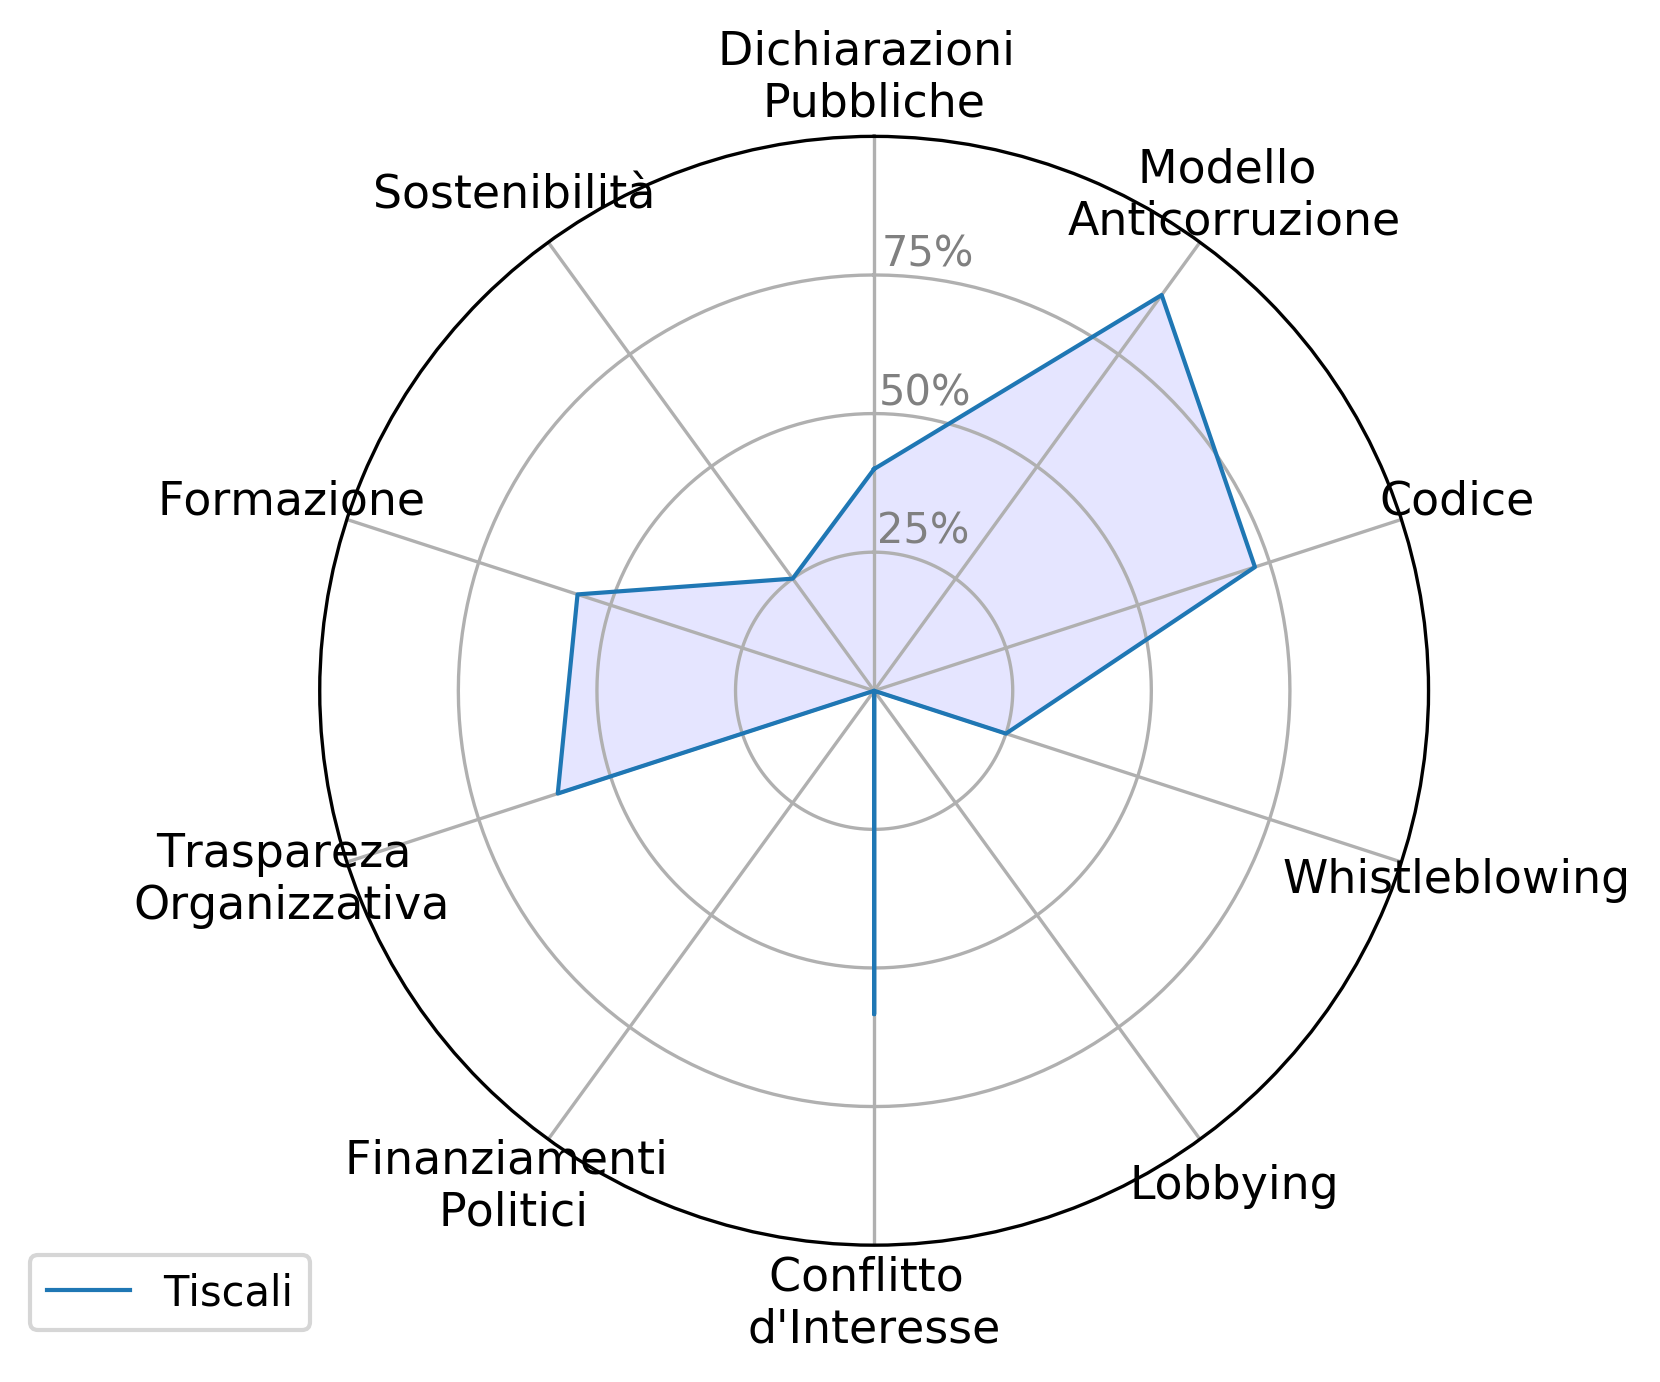 Dichiarazioni
Pubbliche
Modello
Anticorruzione
Sostenibilità
75%
50%
Formazione
Codice
25%
Traspareza
Organizzativa
Whistleblowing
Finanziamenti
Politici
Lobbying
Conflitto
d'Interesse
Tiscali